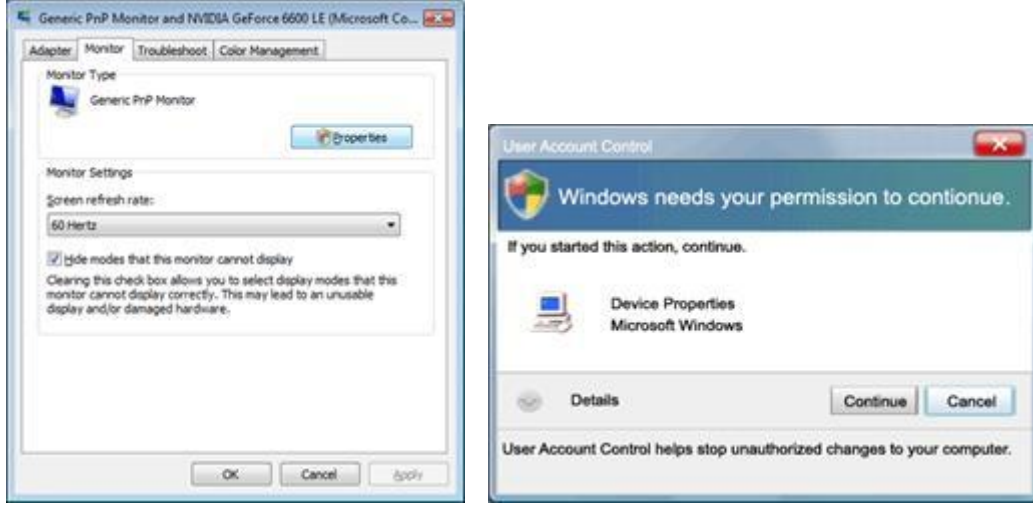 Generic PnP Monitor and NVIDIA GeForce 6600 LE (Microsoft Co...
Adapter Monitor Troubleshoot Color Management
Monitor Type
Generic PnP Monitor
Properties
Monitor Settings
Screen refresh rate:
60 Hertz
Hide modes that this monitor cannot display
Clearing this check box allows you to select display modes that this
monitor cannot display correctly. This may lead to an unusable
display and/or damaged hardware.
OK Cancel Apply
User Account Control
Windows needs your permission to contionue.
If you started this action, continue.
Device Properties
Microsoft Windows
Details Continue Cancel
User Account Control helps stop unauthorized changes to your computer.